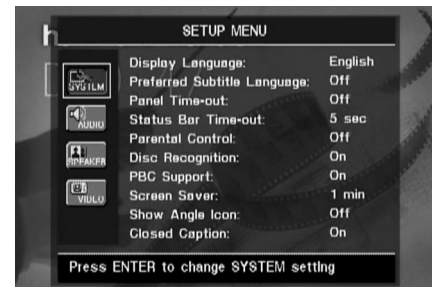 h
SETUP MENU
SYSTEM
AUDIO
SPEAKER
VIDEO
Display Language: English
Preferred Subtitle Language: Off
Panel Time-out: Off
Status Bar Time-out: 5 sec
Parental Control: Off
Disc Recognition: On
PBC Support: On
Screen Saver: 1 min
Show Angle Icon: Off
Closed Caption: On
Press ENTER to change SYSTEM setting